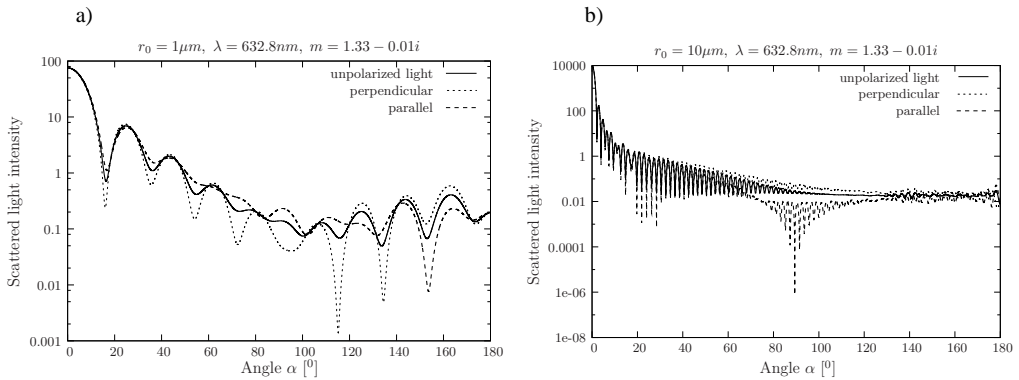 a)
r₀ = 1μm, λ = 632.8nm, m = 1.33 − 0.01i
Scattered light intensity
100
10
1
0.1
0.01
0.001
unpolarized light
perpendicular
parallel
0 20 40 60 80 100 120 140 160 180
Angle α [⁰]
b)
r₀ = 10μm, λ = 632.8nm, m = 1.33 − 0.01i
Scattered light intensity
10000
100
1
0.01
0.0001
1e-06
1e-08
unpolarized light
perpendicular
parallel
0 20 40 60 80 100 120 140 160 180
Angle α [⁰]